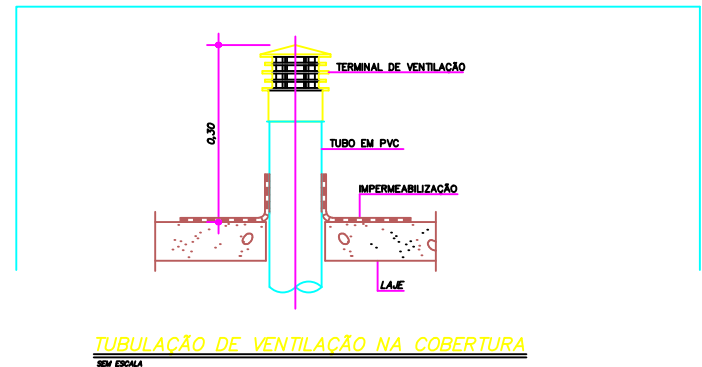 TERMINAL DE VENTILAÇÃO
0,30
TUBO EM PVC
IMPERMEABILIZAÇÃO
LAJE
TUBULAÇÃO DE VENTILAÇÃO NA COBERTURA
SEM ESCALA